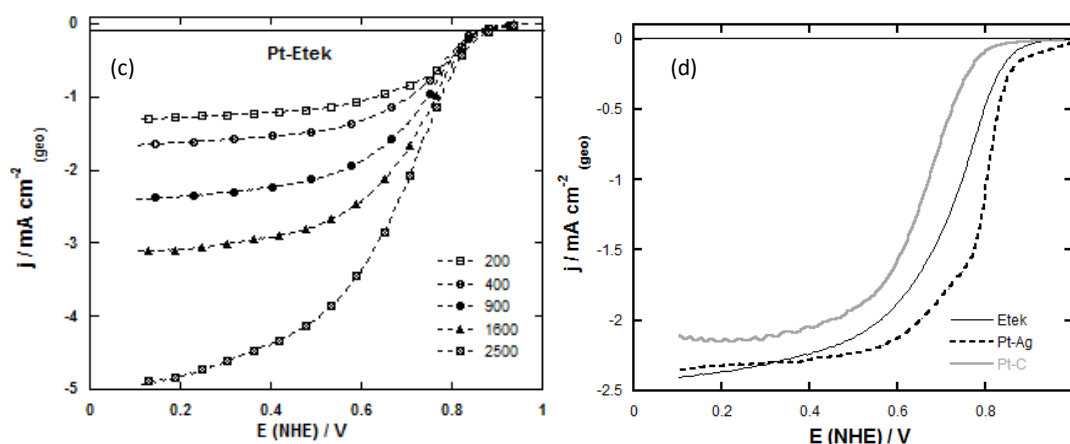 (c)
Pt-Etek
0
-1
-2
-3
-4
-5
j / mA cm-2 (geo)
200
400
900
1600
2500
0
0.2
0.4
0.6
0.8
1
E (NHE) / V
(d)
0
-0.5
-1
-1.5
-2
-2.5
j / mA cm-2 (geo)
Etek
Pt-Ag
Pt-C
0
0.2
0.4
0.6
0.8
1
E (NHE) / V